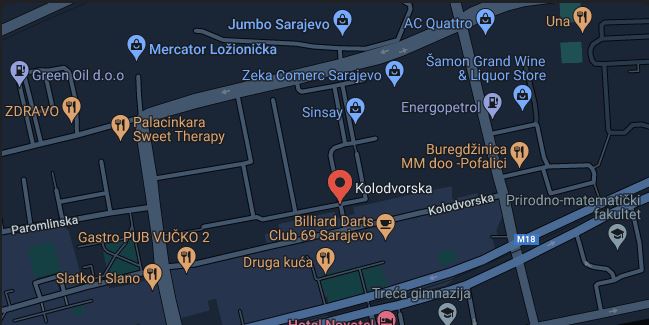 Jumbo Sarajevo
AC Quattro
Una
Mercator Ložionička
Green Oil d.o.o
Zeka Comerc Sarajevo
Šamon Grand Wine
& Liquor Store
ZDRAVO
Palacinkara
Sweet Therapy
Sinsay
Energopetrol
Buregdžinica
MM doo -Pofalici
Kolodvorska
Paromlinska
Kolodvorska
Prirodno-matematički
fakultet
Gastro PUB VUČKO 2
Billiard Darts
Club 69 Sarajevo
M18
Slatko i Slano
Druga kuća
Treća gimnazija
Hotel Novotel